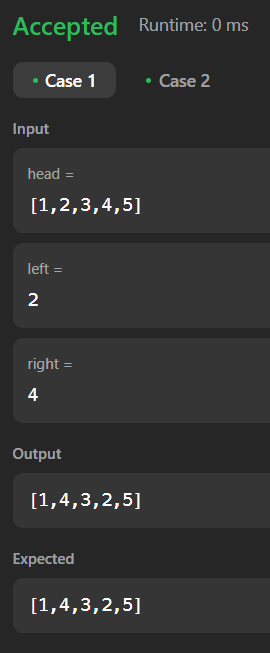 Accepted Runtime: 0 ms
• Case 1 • Case 2
Input
head =
[1,2,3,4,5]
left =
2
right =
4
Output
[1,4,3,2,5]
Expected
[1,4,3,2,5]